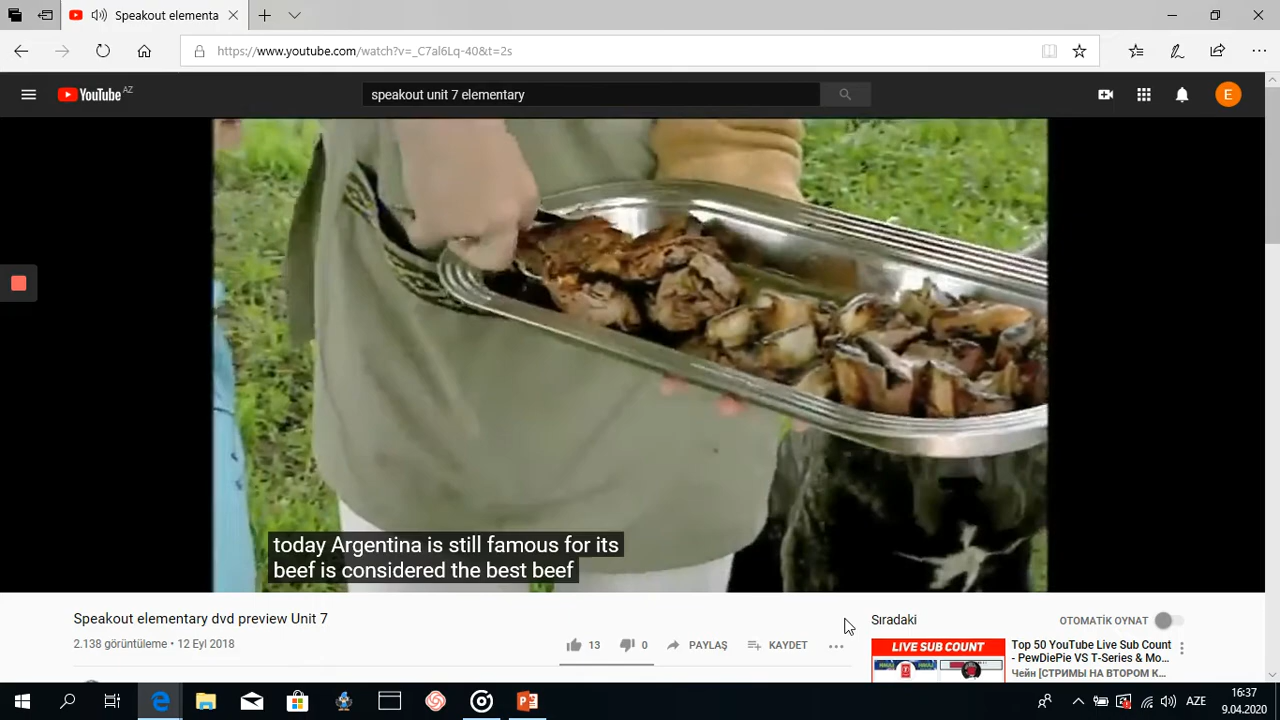 Speakout elementa
https://www.youtube.com/watch?v=_C7al6Lq-40&t=2s
YouTube AZ
speakout unit 7 elementary
E
today Argentina is still famous for its
beef is considered the best beef
Speakout elementary dvd preview Unit 7
2.138 görüntüleme • 12 Eyl 2018
13
0
PAYLAŞ
KAYDET
Sıradaki
OTOMATİK OYNAT
LIVE SUB COUNT
Top 50 YouTube Live Sub Count
- PewDiePie VS T-Series & Mo...
Чейн [СТРИМЫ НА ВТОРОМ К...
AZE
16:37
9.04.2020